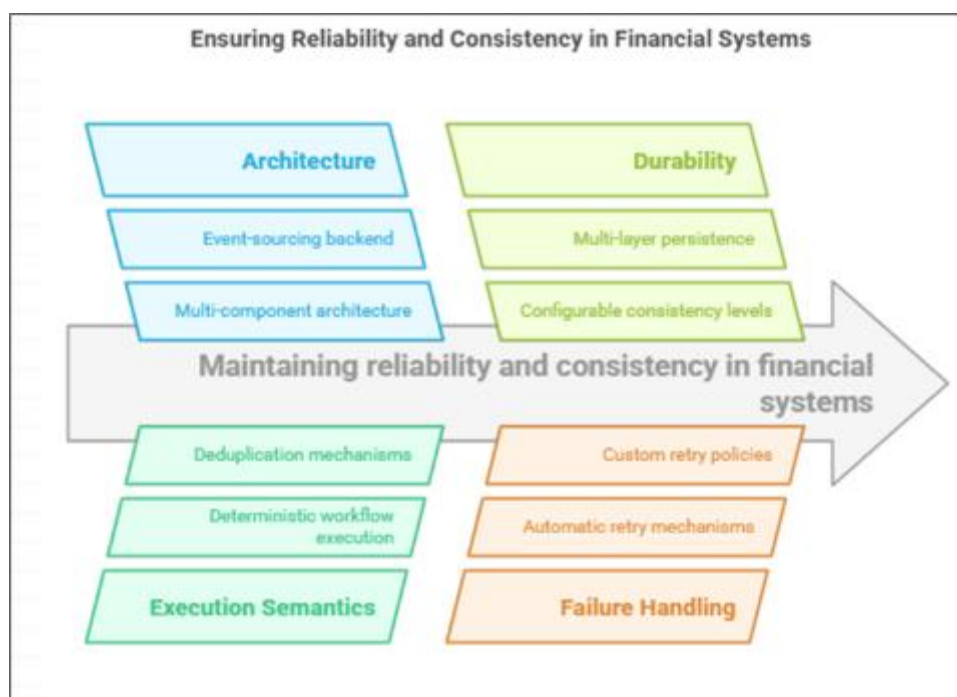 Ensuring Reliability and Consistency in Financial Systems
Architecture
Durability
Event-sourcing backend
Multi-layer persistence
Multi-component architecture
Configurable consistency levels
Maintaining reliability and consistency in financial
systems
Deduplication mechanisms
Custom retry policies
Deterministic workflow
execution
Automatic retry mechanisms
Execution Semantics
Failure Handling